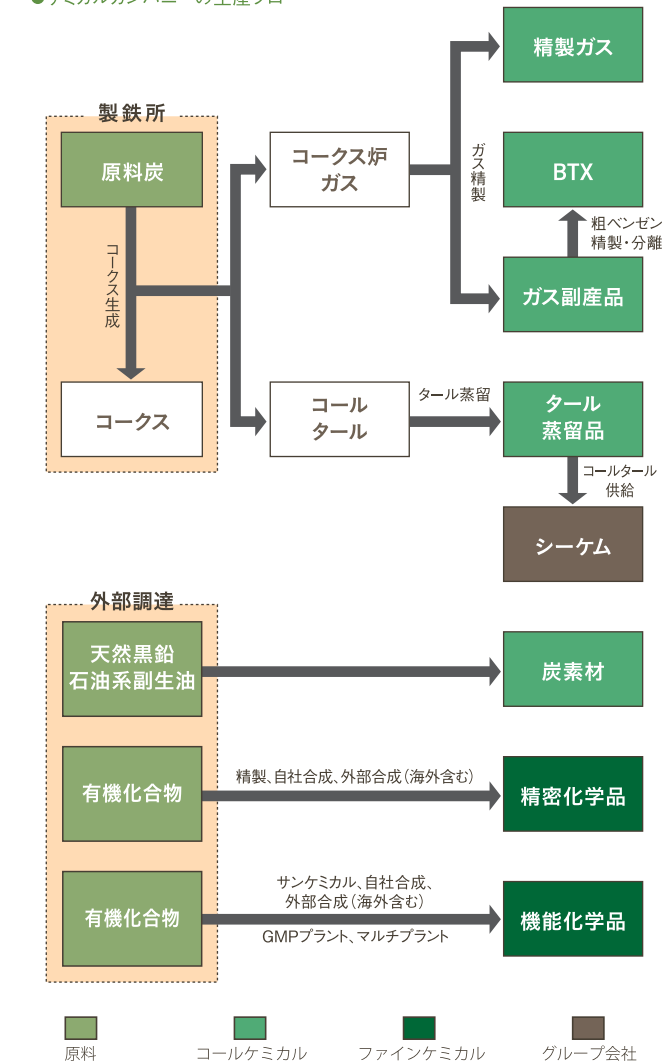 製鉄所
原料炭
コークス生成
コークス
コークス炉
ガス
ガス精製
精製ガス
BTX
粗ベンゼン
精製・分離
ガス副産品
コール
タール
タール蒸留
タール
蒸留品
コールタール
供給
シーケム
外部調達
天然黒鉛
石油系副生油
炭素材
有機化合物
精製、自社合成、外部合成（海外含む）
精密化学品
有機化合物
サンケミカル、自社合成、
外部合成（海外含む）
GMPプラント、マルチプラント
機能化学品
原料
コールケミカル
ファインケミカル
グループ会社